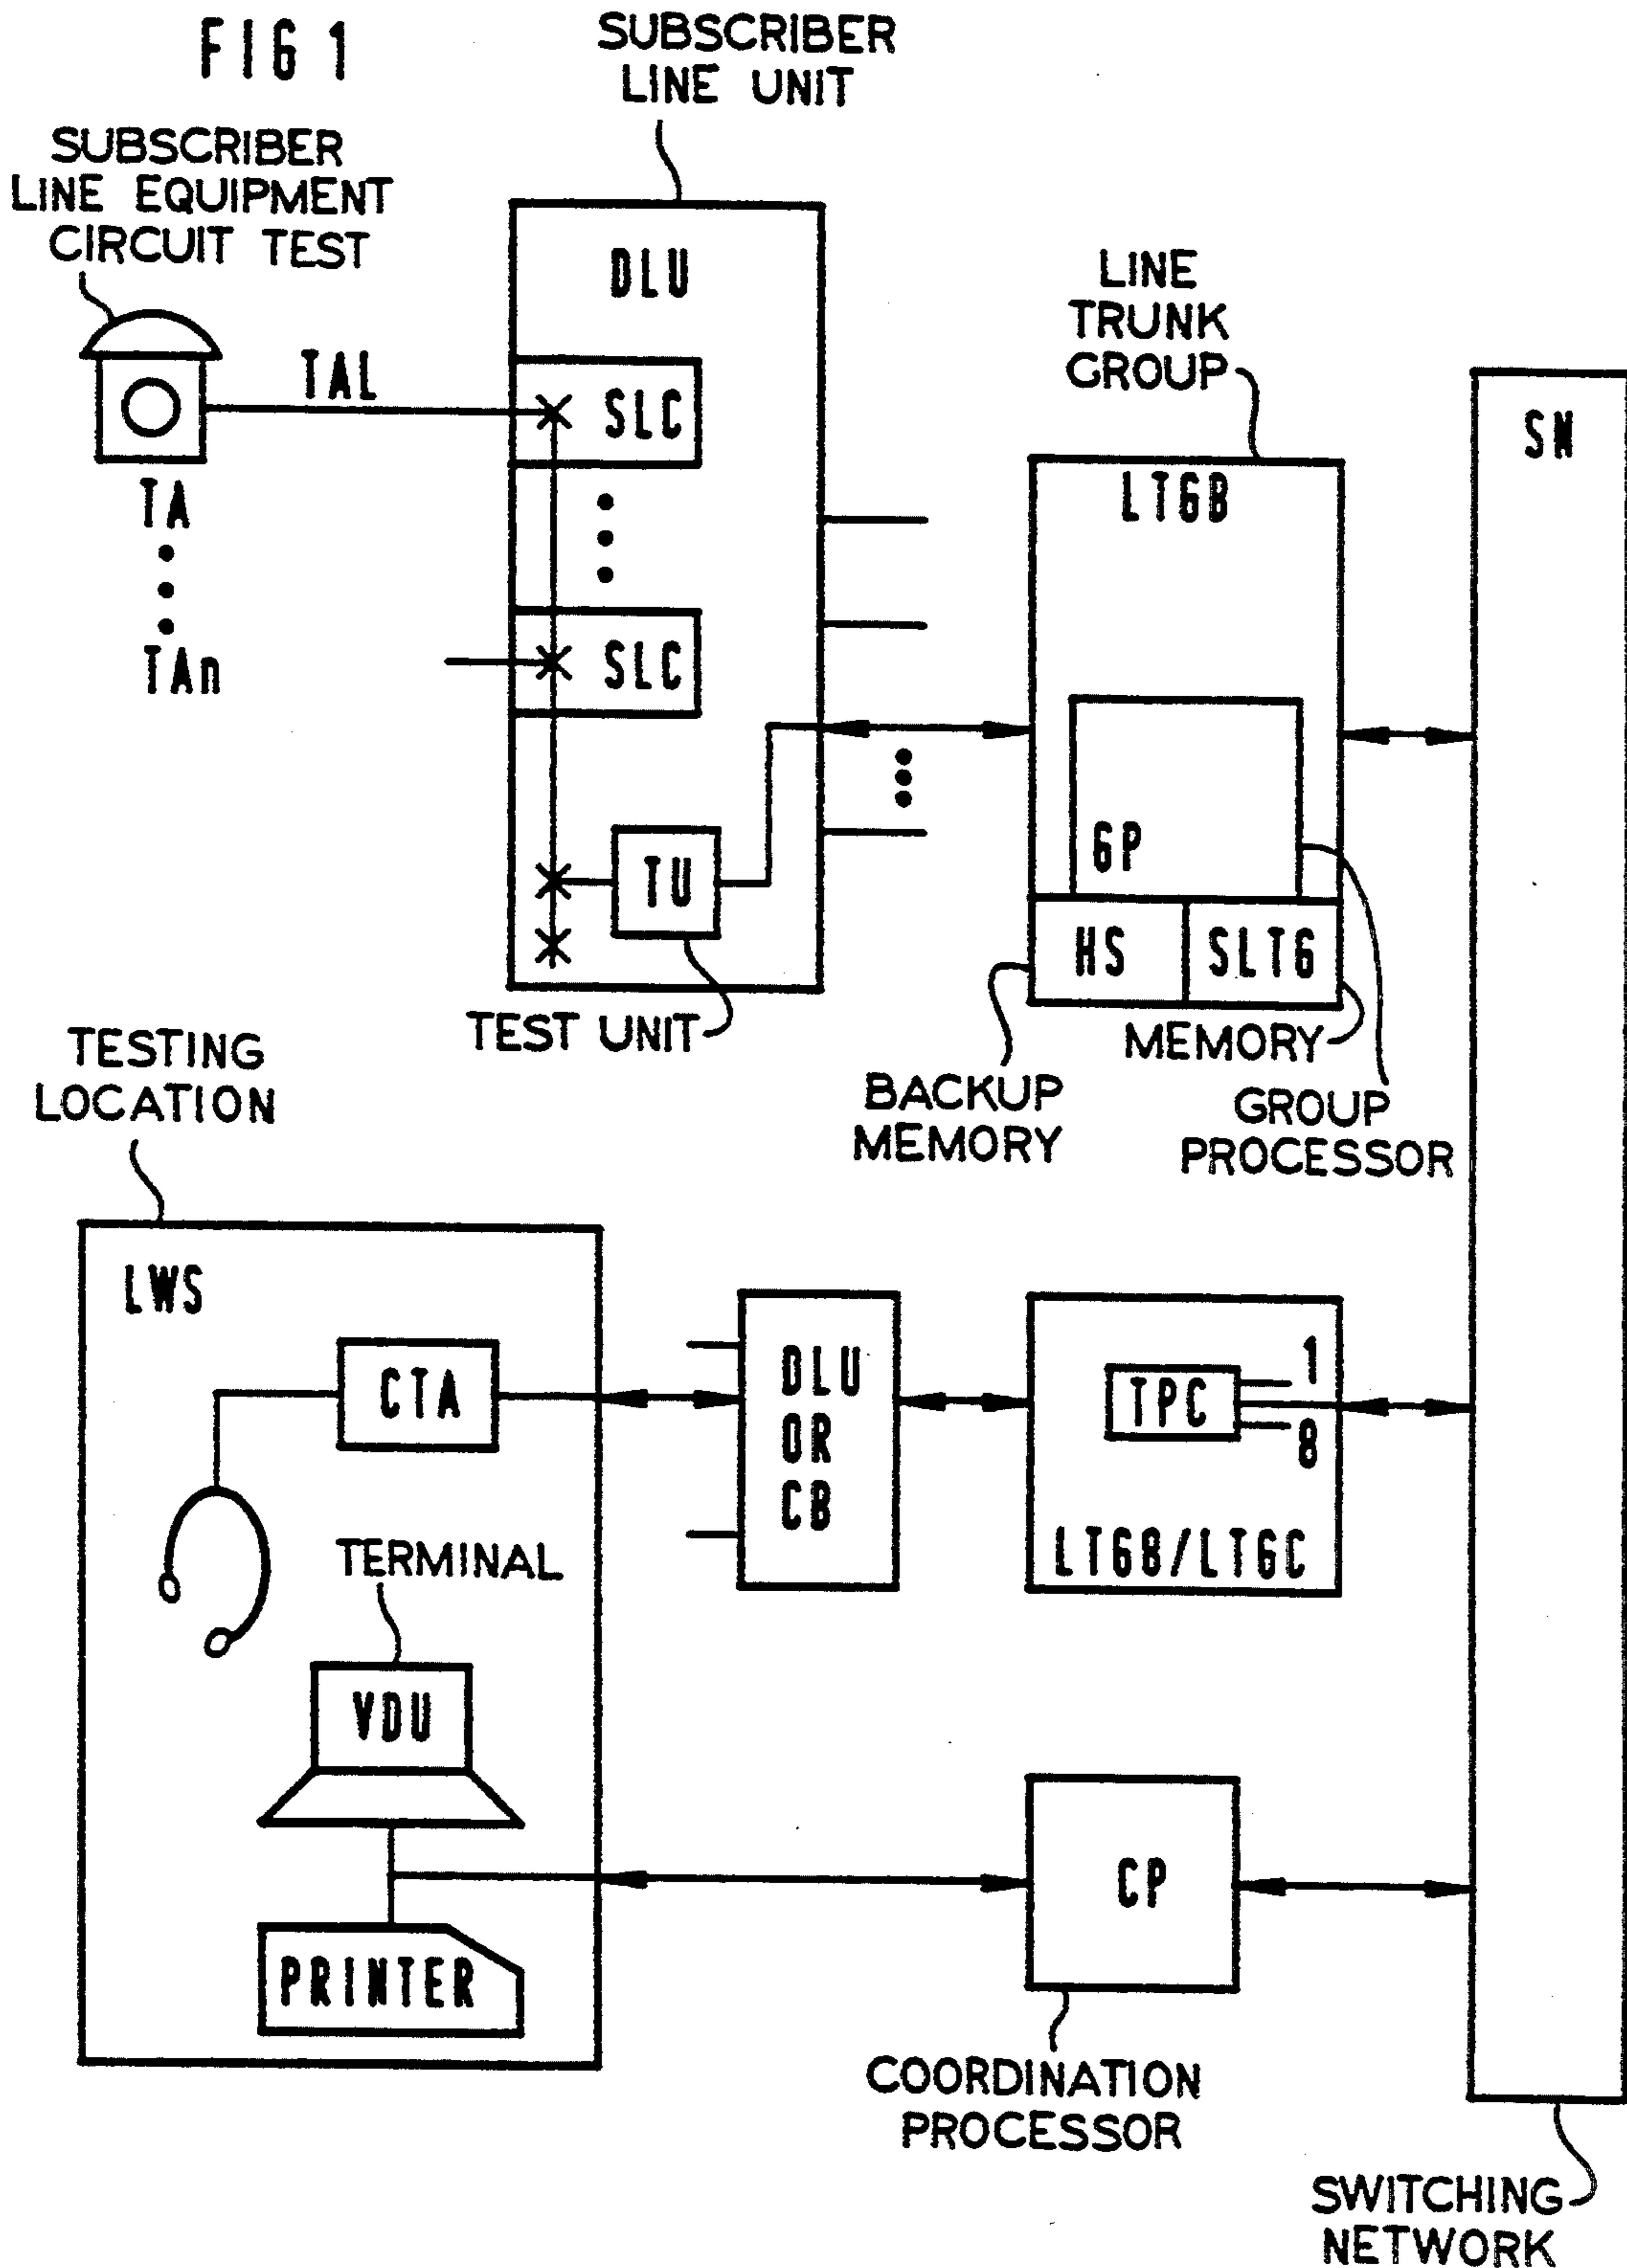 FIG 1
SUBSCRIBER
LINE UNIT
SUBSCRIBER
LINE EQUIPMENT
CIRCUIT TEST
DLU
LINE
TRUNK
GROUP
TAL
SLC
SN
TA
LTGB
TAn
SLC
GP
TU
HS
SLTG
TEST UNIT
MEMORY
BACKUP
MEMORY
GROUP
PROCESSOR
TESTING
LOCATION
LWS
CTA
DLU
OR
CB
TPC
1
8
LTGB/LTGC
TERMINAL
VDU
CP
PRINTER
COORDINATION
PROCESSOR
SWITCHING
NETWORK